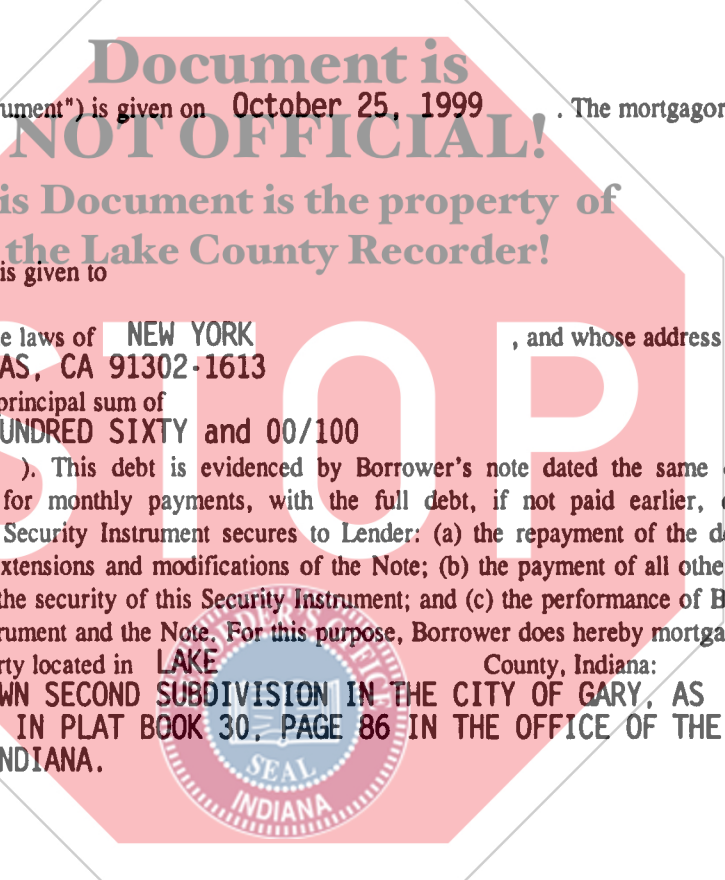 Document is
ument") is given on October 25, 1999 . The mortgagor
NOT OFFICIAL!
is Document is the property of
the Lake County Recorder!
is given to
e laws of NEW YORK , and whose address
AS, CA 91302-1613
STOP
principal sum of
UNDRED SIXTY and 00/100
). This debt is evidenced by Borrower's note dated the same
for monthly payments, with the full debt, if not paid earlier,
Security Instrument secures to Lender: (a) the repayment of the de
xtensions and modifications of the Note; (b) the payment of all othe
the security of this Security Instrument; and (c) the performance of B
rument and the Note. For this purpose, Borrower does hereby mortga
rty located in LAKE County, Indiana:
WN SECOND SUBDIVISION IN THE CITY OF GARY, AS
IN PLAT BOOK 30, PAGE 86 IN THE OFFICE OF THE
NDIANA.
RECORDER'S OFFICE
SEAL
INDIANA